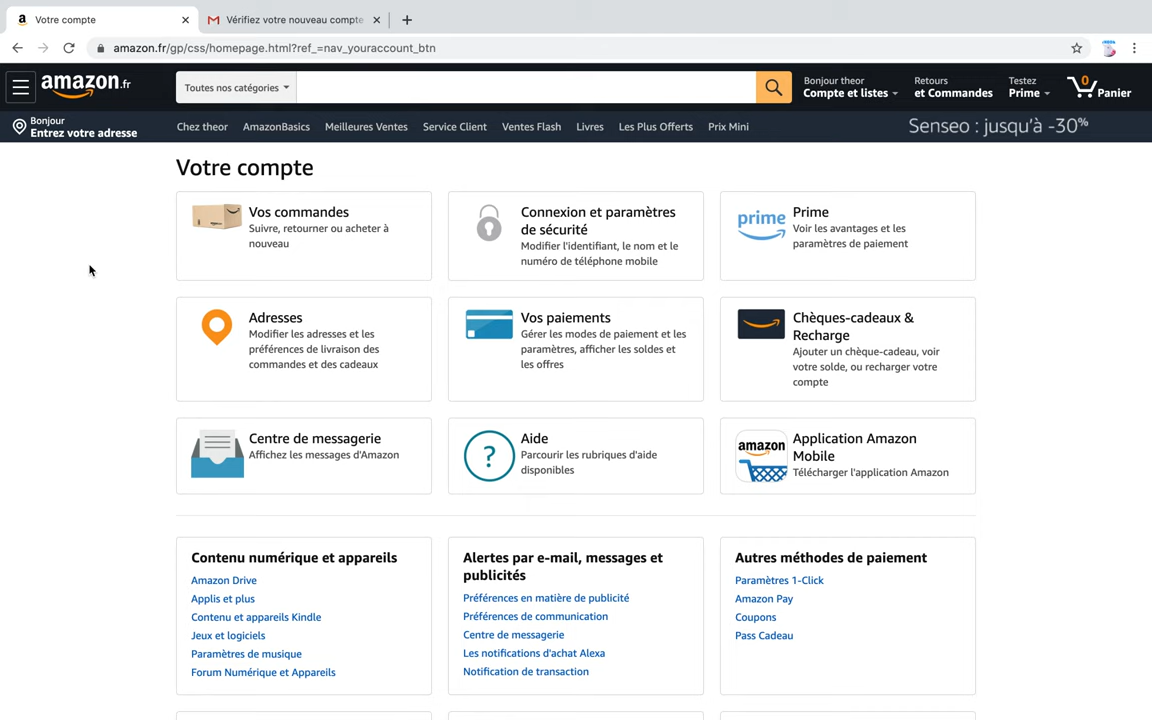 Votre compte
Vérifiez votre nouveau compte
amazon.fr/gp/css/homepage.html?ref_=nav_youraccount_btn
amazon.fr
Toutes nos catégories
Bonjour theor
Compte et listes
Retours
et Commandes
Testez
Prime
0
Panier
Bonjour
Entrez votre adresse
Chez theor
AmazonBasics
Meilleures Ventes
Service Client
Ventes Flash
Livres
Les Plus Offerts
Prix Mini
Senseo : jusqu'à -30%
Votre compte
Vos commandes
Suivre, retourner ou acheter à
nouveau
Connexion et paramètres
de sécurité
Modifier l'identifiant, le nom et le
numéro de téléphone mobile
prime
Prime
Voir les avantages et les
paramètres de paiement
Adresses
Modifier les adresses et les
préférences de livraison des
commandes et des cadeaux
Vos paiements
Gérer les modes de paiement et les
paramètres, afficher les soldes et
les offres
Chèques-cadeaux &
Recharge
Ajouter un chèque-cadeau, voir
votre solde, ou recharger votre
compte
Centre de messagerie
Affichez les messages d'Amazon
?
Aide
Parcourir les rubriques d'aide
disponibles
amazon
Application Amazon
Mobile
Télécharger l'application Amazon
Contenu numérique et appareils
Amazon Drive
Applis et plus
Contenu et appareils Kindle
Jeux et logiciels
Paramètres de musique
Forum Numérique et Appareils
Alertes par e-mail, messages et
publicités
Préférences en matière de publicité
Préférences de communication
Centre de messagerie
Les notifications d'achat Alexa
Notification de transaction
Autres méthodes de paiement
Paramètres 1-Click
Amazon Pay
Coupons
Pass Cadeau